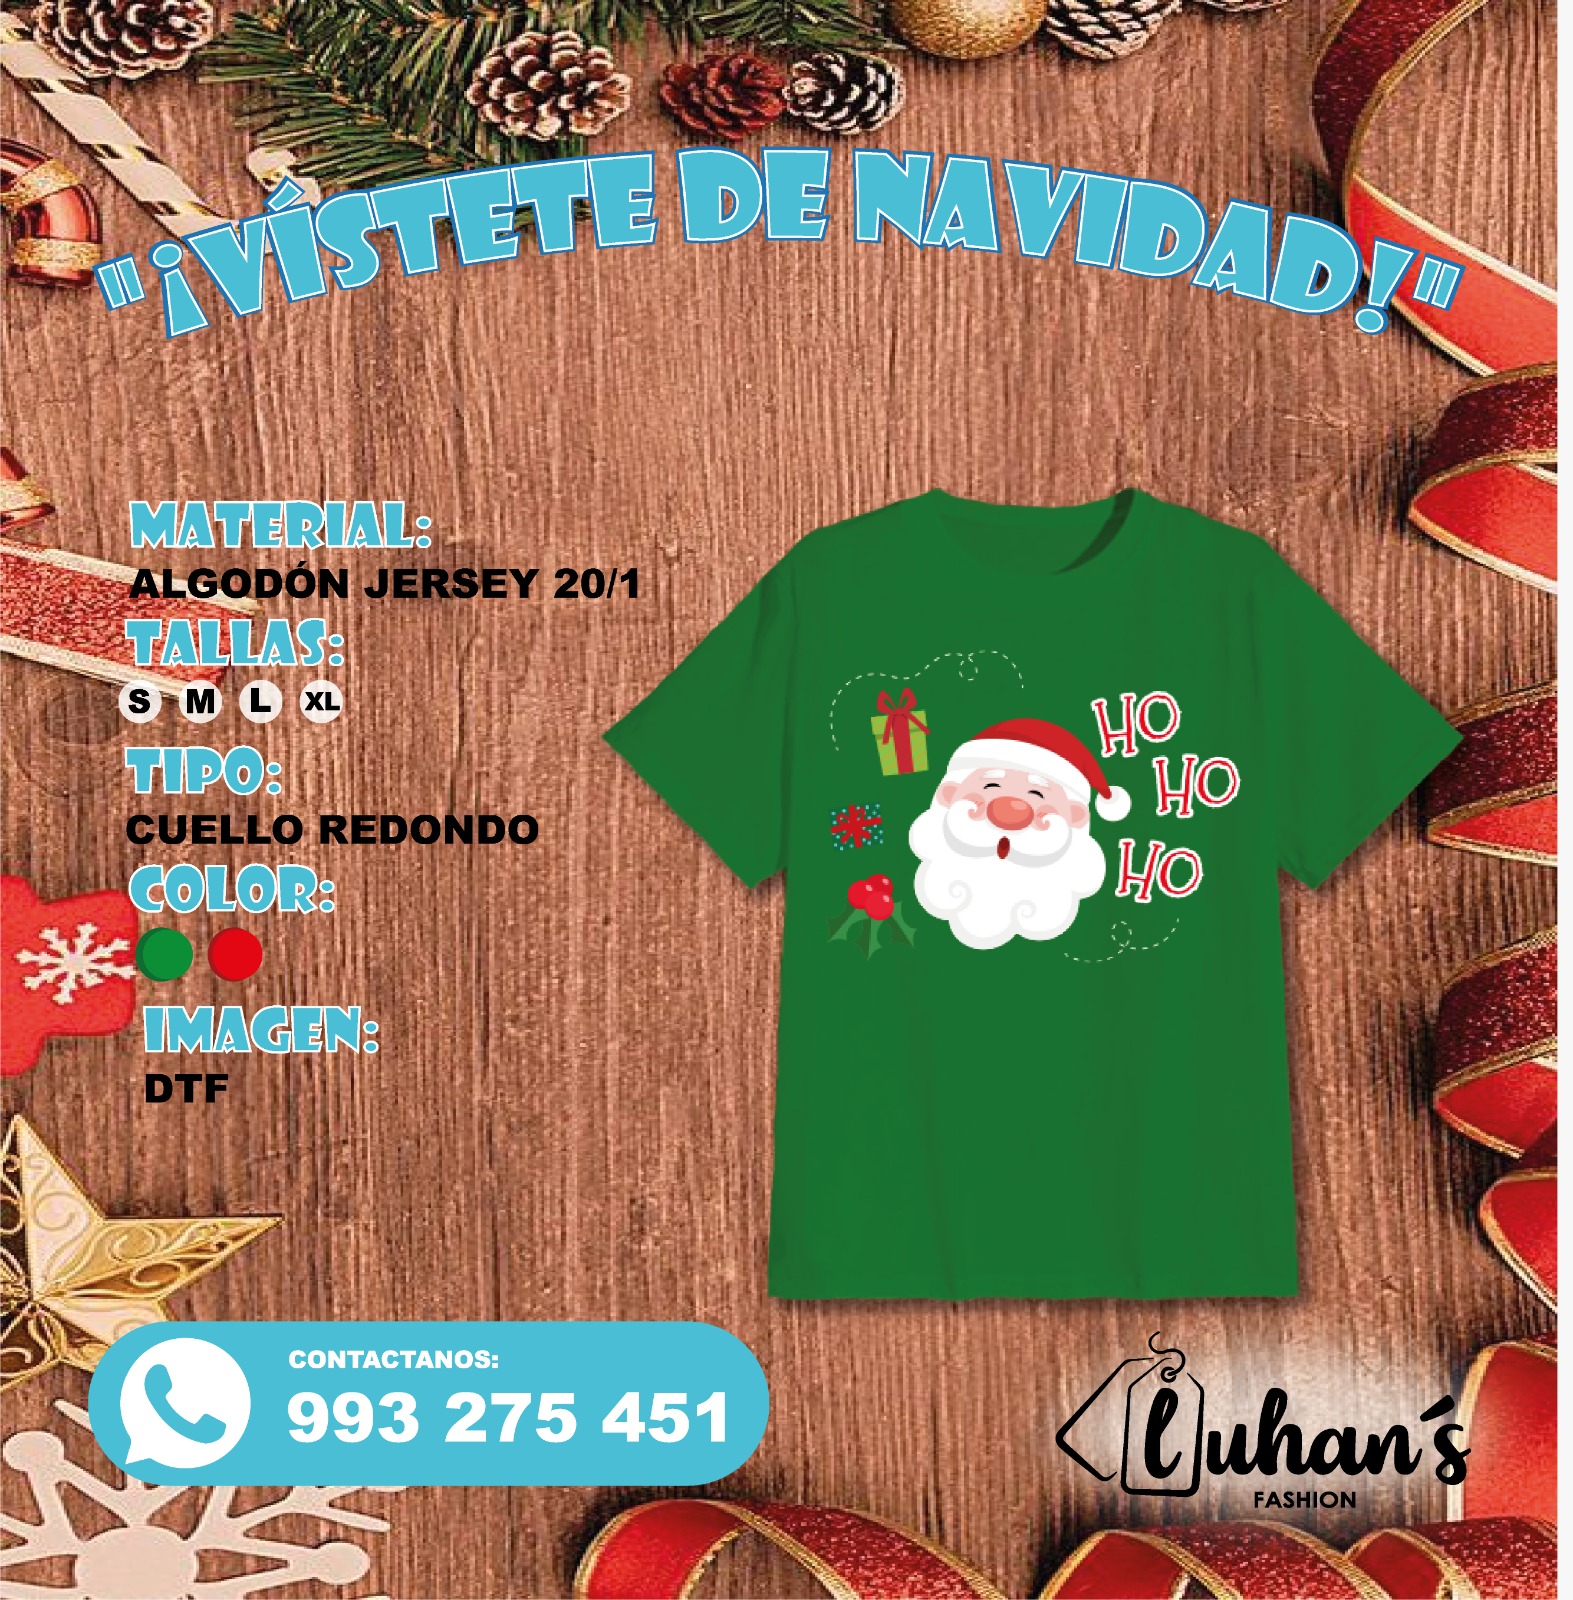 "¡VÍSTETE DE NAVIDAD!"
MATERIAL:
ALGODÓN JERSEY 20/1
TALLAS:
S M L XL
TIPO:
CUELLO REDONDO
COLOR:
IMAGEN:
DTF
HO
HO
HO
CONTACTANOS:
993 275 451
Luhan´s
FASHION